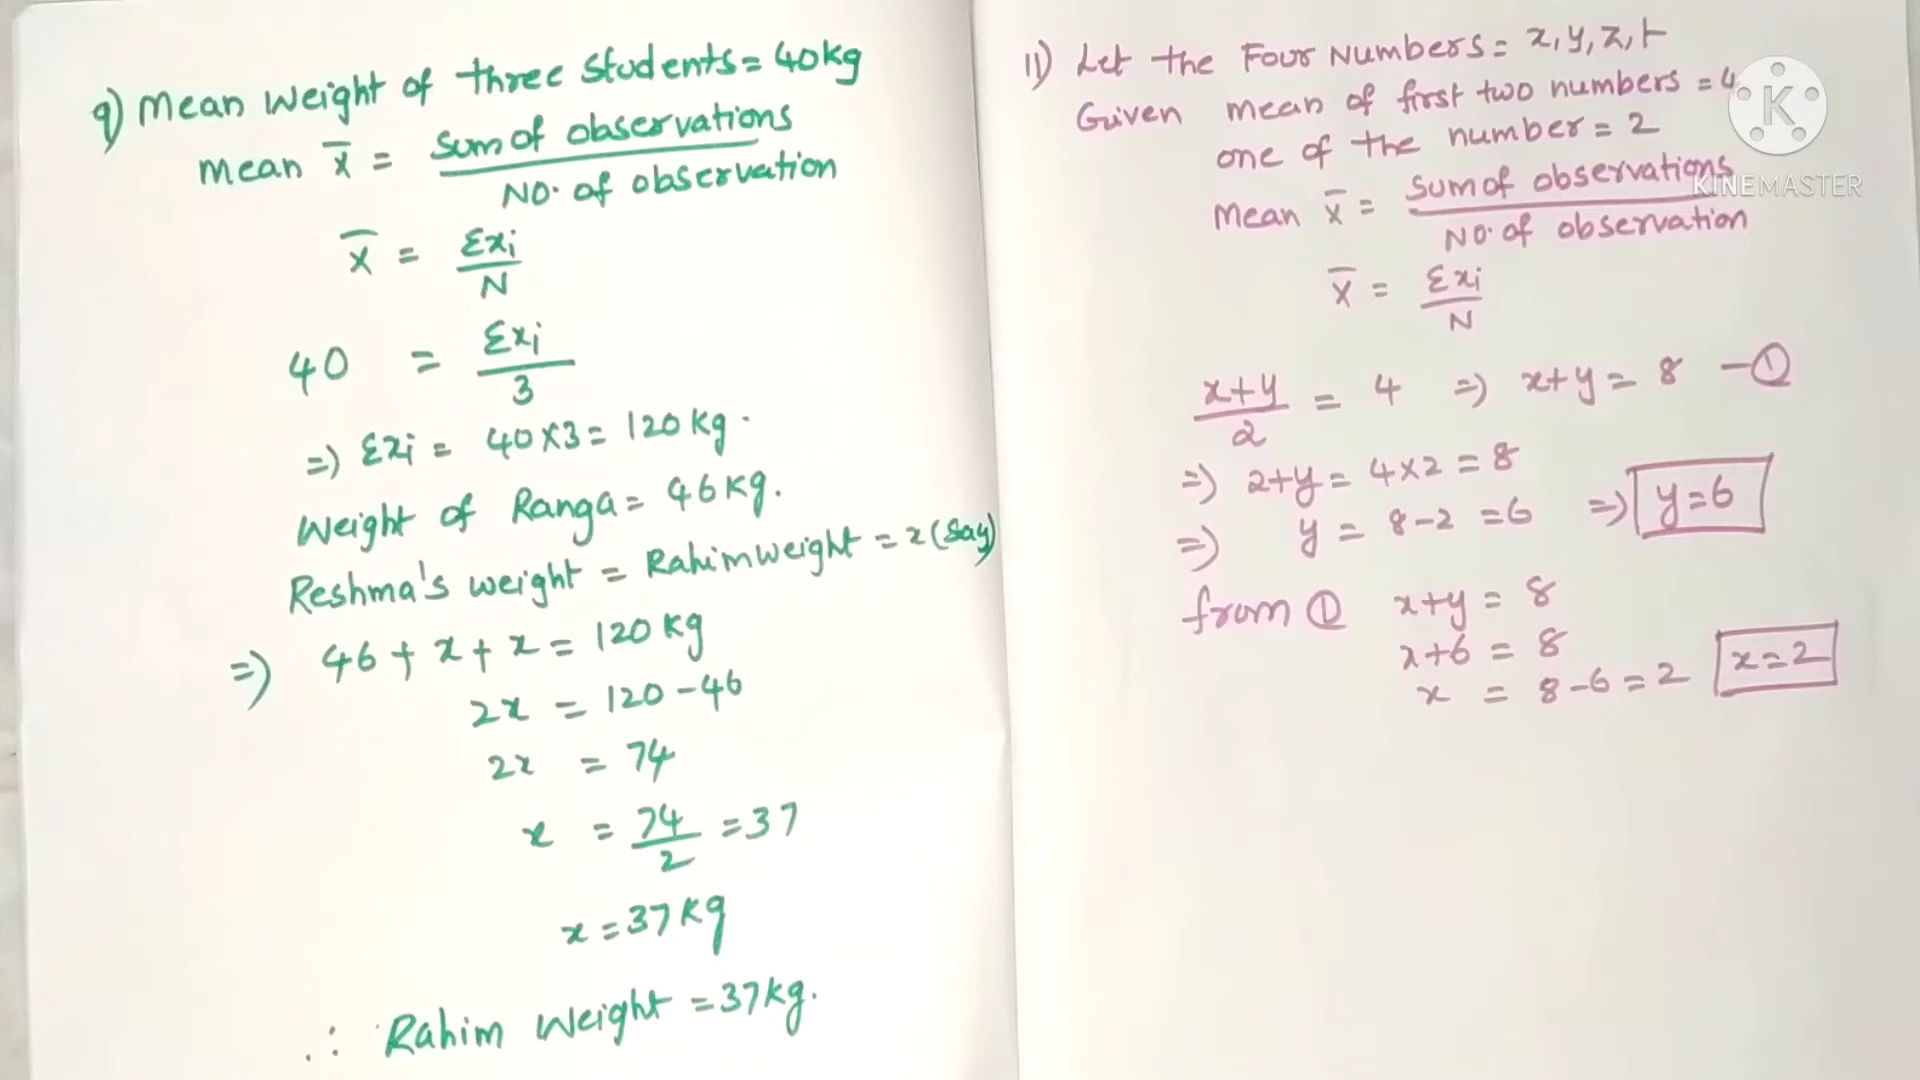 9) Mean Weight of three Students = 40kg
Mean x̄ = Sum of observations / No. of observation
x̄ = Σxi / N
40 = Σxi / 3
=) Σxi = 40×3 = 120 kg.
Weight of Ranga = 46kg.
Reshma's weight = Rahim weight = x (say)
=) 46 + x + x = 120 kg
2x = 120 - 46
2x = 74
x = 74 / 2 = 37
x = 37 kg
∴ Rahim Weight = 37kg.
11) Let the Four Numbers = x, y, z, t
Given mean of first two numbers = 4
one of the number = 2
Mean x̄ = Sum of observations / No. of observation
x̄ = Σxi / N
x+y / 2 = 4 =) x+y = 8 - ①
=) 2+y = 4×2 = 8
=) y = 8-2 = 6 =) y=6
from ① x+y = 8
x+6 = 8
x = 8-6 = 2 x=2
K
KINEMASTER